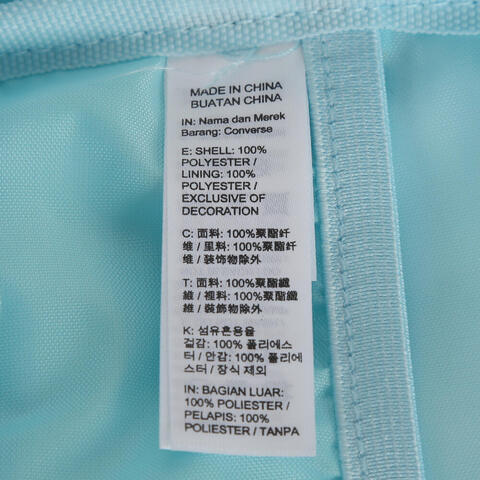 MADE IN CHINA
BUATAN CHINA
IN: Nama dan Merek
Barang: Converse
E: SHELL: 100%
POLYESTER /
LINING: 100%
POLYESTER /
EXCLUSIVE OF
DECORATION
C: 面料: 100%聚酯纤
维 / 里料: 100%聚酯纤
维 / 装饰物除外
T: 面料: 100%聚酯纖
維 / 裡料: 100%聚酯纖
維 / 裝飾物除外
K: 섬유혼용율
겉감: 100% 폴리에스
터 / 안감: 100% 폴리에
스터 / 장식 제외
IN: BAGIAN LUAR:
100% POLIESTER /
PELAPIS: 100%
POLIESTER / TANPA